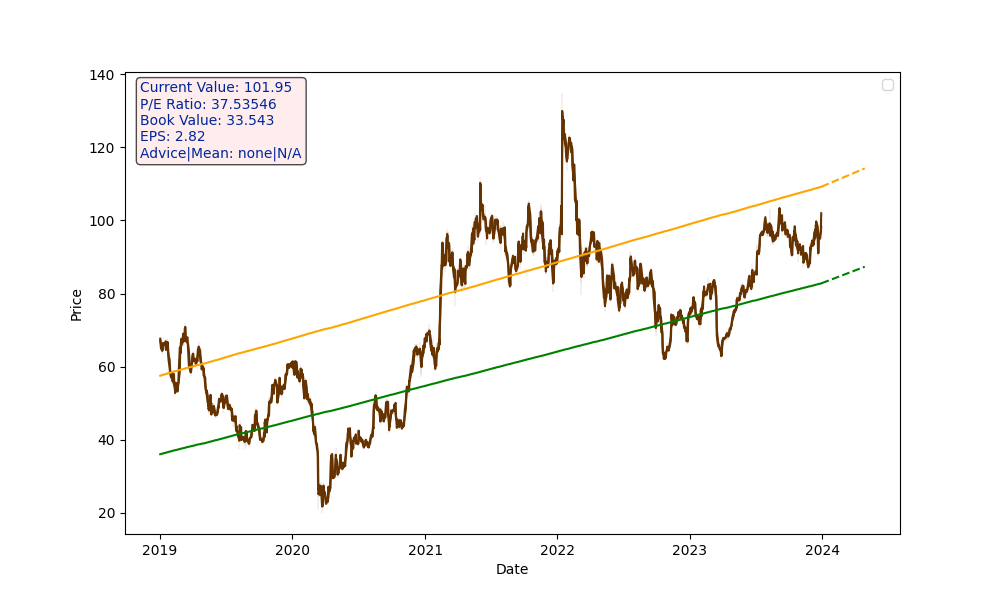 Current Value: 101.95
P/E Ratio: 37.53546
Book Value: 33.543
EPS: 2.82
Advice|Mean: none|N/A
Price
140
120
100
80
60
40
20
2019 2020 2021 2022 2023 2024
Date